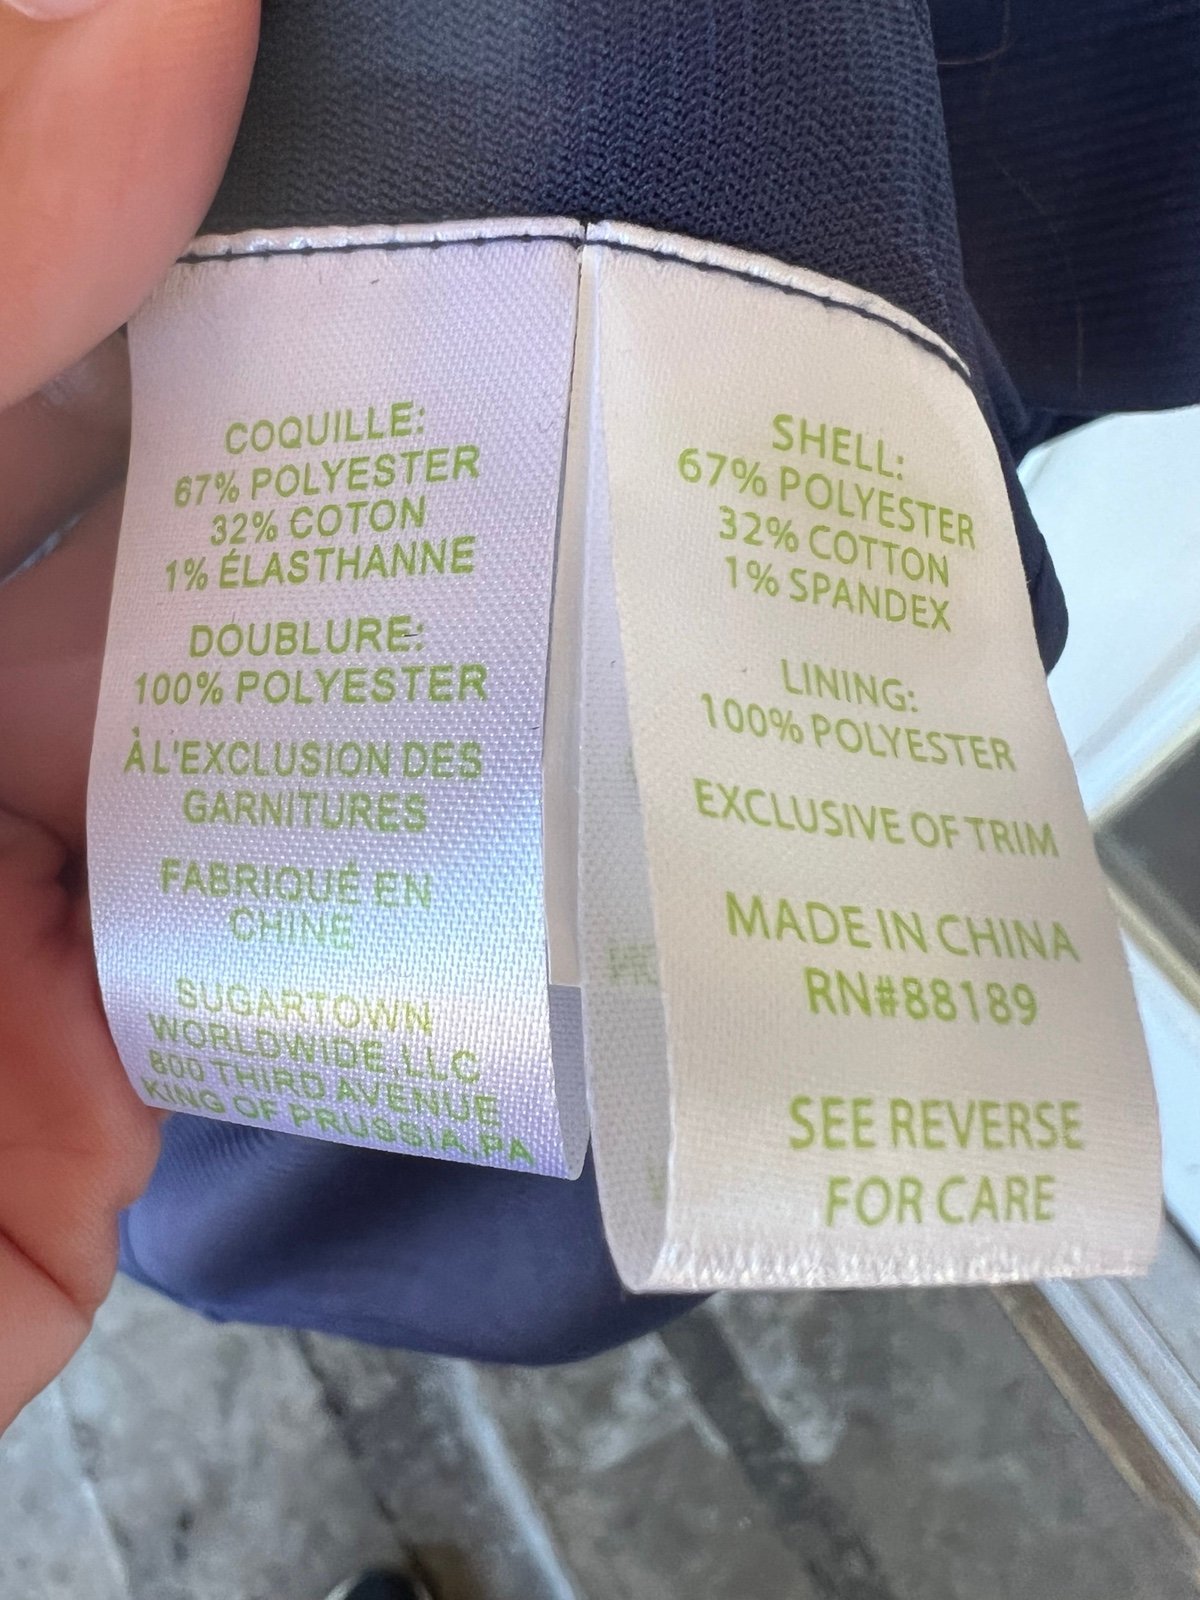 COQUILLE:
67% POLYESTER
32% COTON
1% ÉLASTHANNE
DOUBLURE:
100% POLYESTER
À L'EXCLUSION DES
GARNITURES
FABRIQUÉ EN
CHINE
SUGARTOWN
WORLDWIDE, LLC
800 THIRD AVENUE
KING OF PRUSSIA, PA
SHELL:
67% POLYESTER
32% COTTON
1% SPANDEX
LINING:
100% POLYESTER
EXCLUSIVE OF TRIM
MADE IN CHINA
RN#88189
SEE REVERSE
FOR CARE